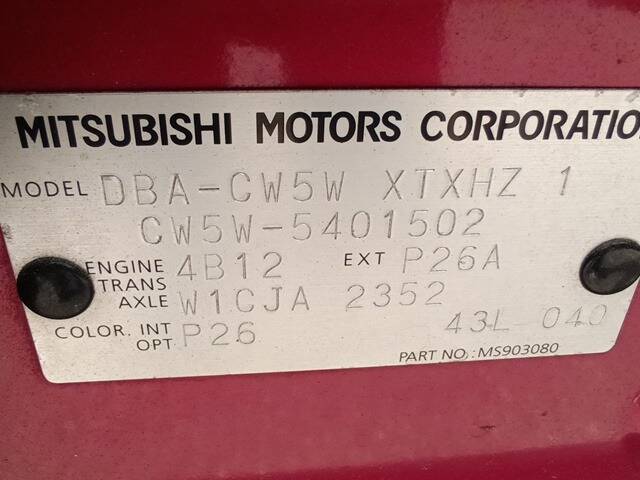 MITSUBISHI MOTORS CORPORATIO
MODEL DBA-CW5W XTXHZ 1
CW5W-5401502
ENGINE 4B12 EXT P26A
TRANS
AXLE W1CJA 2352
COLOR. INT P26 43L 040
OPT
PART NO.: MS903080